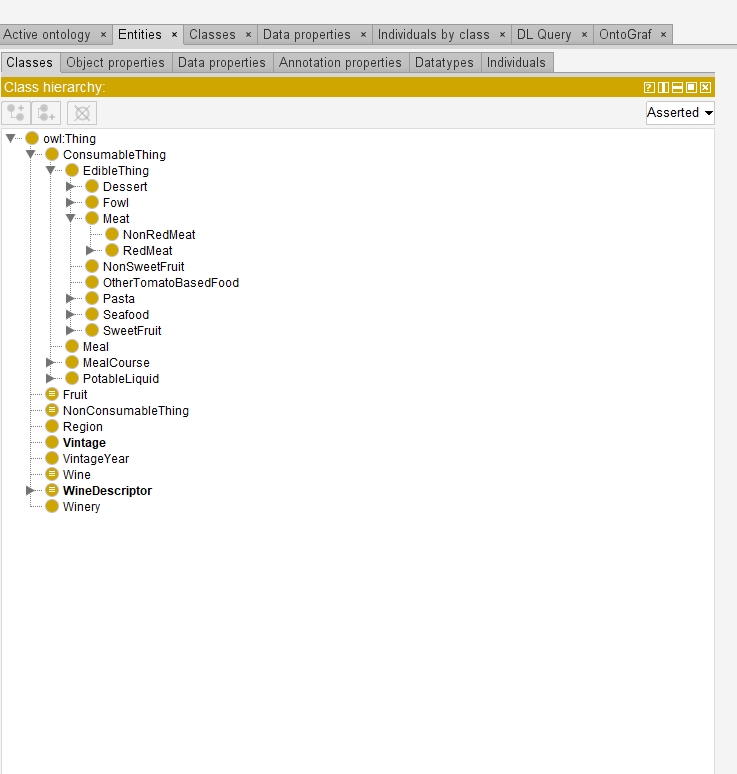 Active ontology × Entities × Classes × Data properties × Individuals by class × DL Query × OntoGraf ×
Classes Object properties Data properties Annotation properties Datatypes Individuals
Class hierarchy:
Asserted
owl:Thing
ConsumableThing
EdibleThing
Dessert
Fowl
Meat
NonRedMeat
RedMeat
NonSweetFruit
OtherTomatoBasedFood
Pasta
Seafood
SweetFruit
Meal
MealCourse
PotableLiquid
Fruit
NonConsumableThing
Region
Vintage
VintageYear
Wine
WineDescriptor
Winery